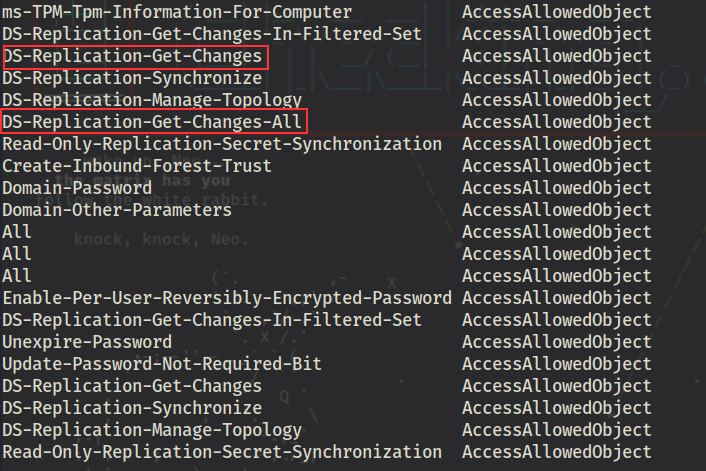 ms-TPM-Tpm-Information-For-Computer AccessAllowedObject
DS-Replication-Get-Changes-In-Filtered-Set AccessAllowedObject
DS-Replication-Get-Changes AccessAllowedObject
DS-Replication-Synchronize AccessAllowedObject
DS-Replication-Manage-Topology AccessAllowedObject
DS-Replication-Get-Changes-All AccessAllowedObject
Read-Only-Replication-Secret-Synchronization AccessAllowedObject
Create-Inbound-Forest-Trust AccessAllowedObject
the matrix has you
Domain-Password AccessAllowedObject
follow the white rabbit.
Domain-Other-Parameters AccessAllowedObject
All AccessAllowedObject
knock, knock, Neo.
All AccessAllowedObject
All AccessAllowedObject
Enable-Per-User-Reversibly-Encrypted-Password AccessAllowedObject
DS-Replication-Get-Changes-In-Filtered-Set AccessAllowedObject
Unexpire-Password AccessAllowedObject
Update-Password-Not-Required-Bit AccessAllowedObject
DS-Replication-Get-Changes AccessAllowedObject
DS-Replication-Synchronize AccessAllowedObject
DS-Replication-Manage-Topology AccessAllowedObject
Read-Only-Replication-Secret-Synchronization AccessAllowedObject